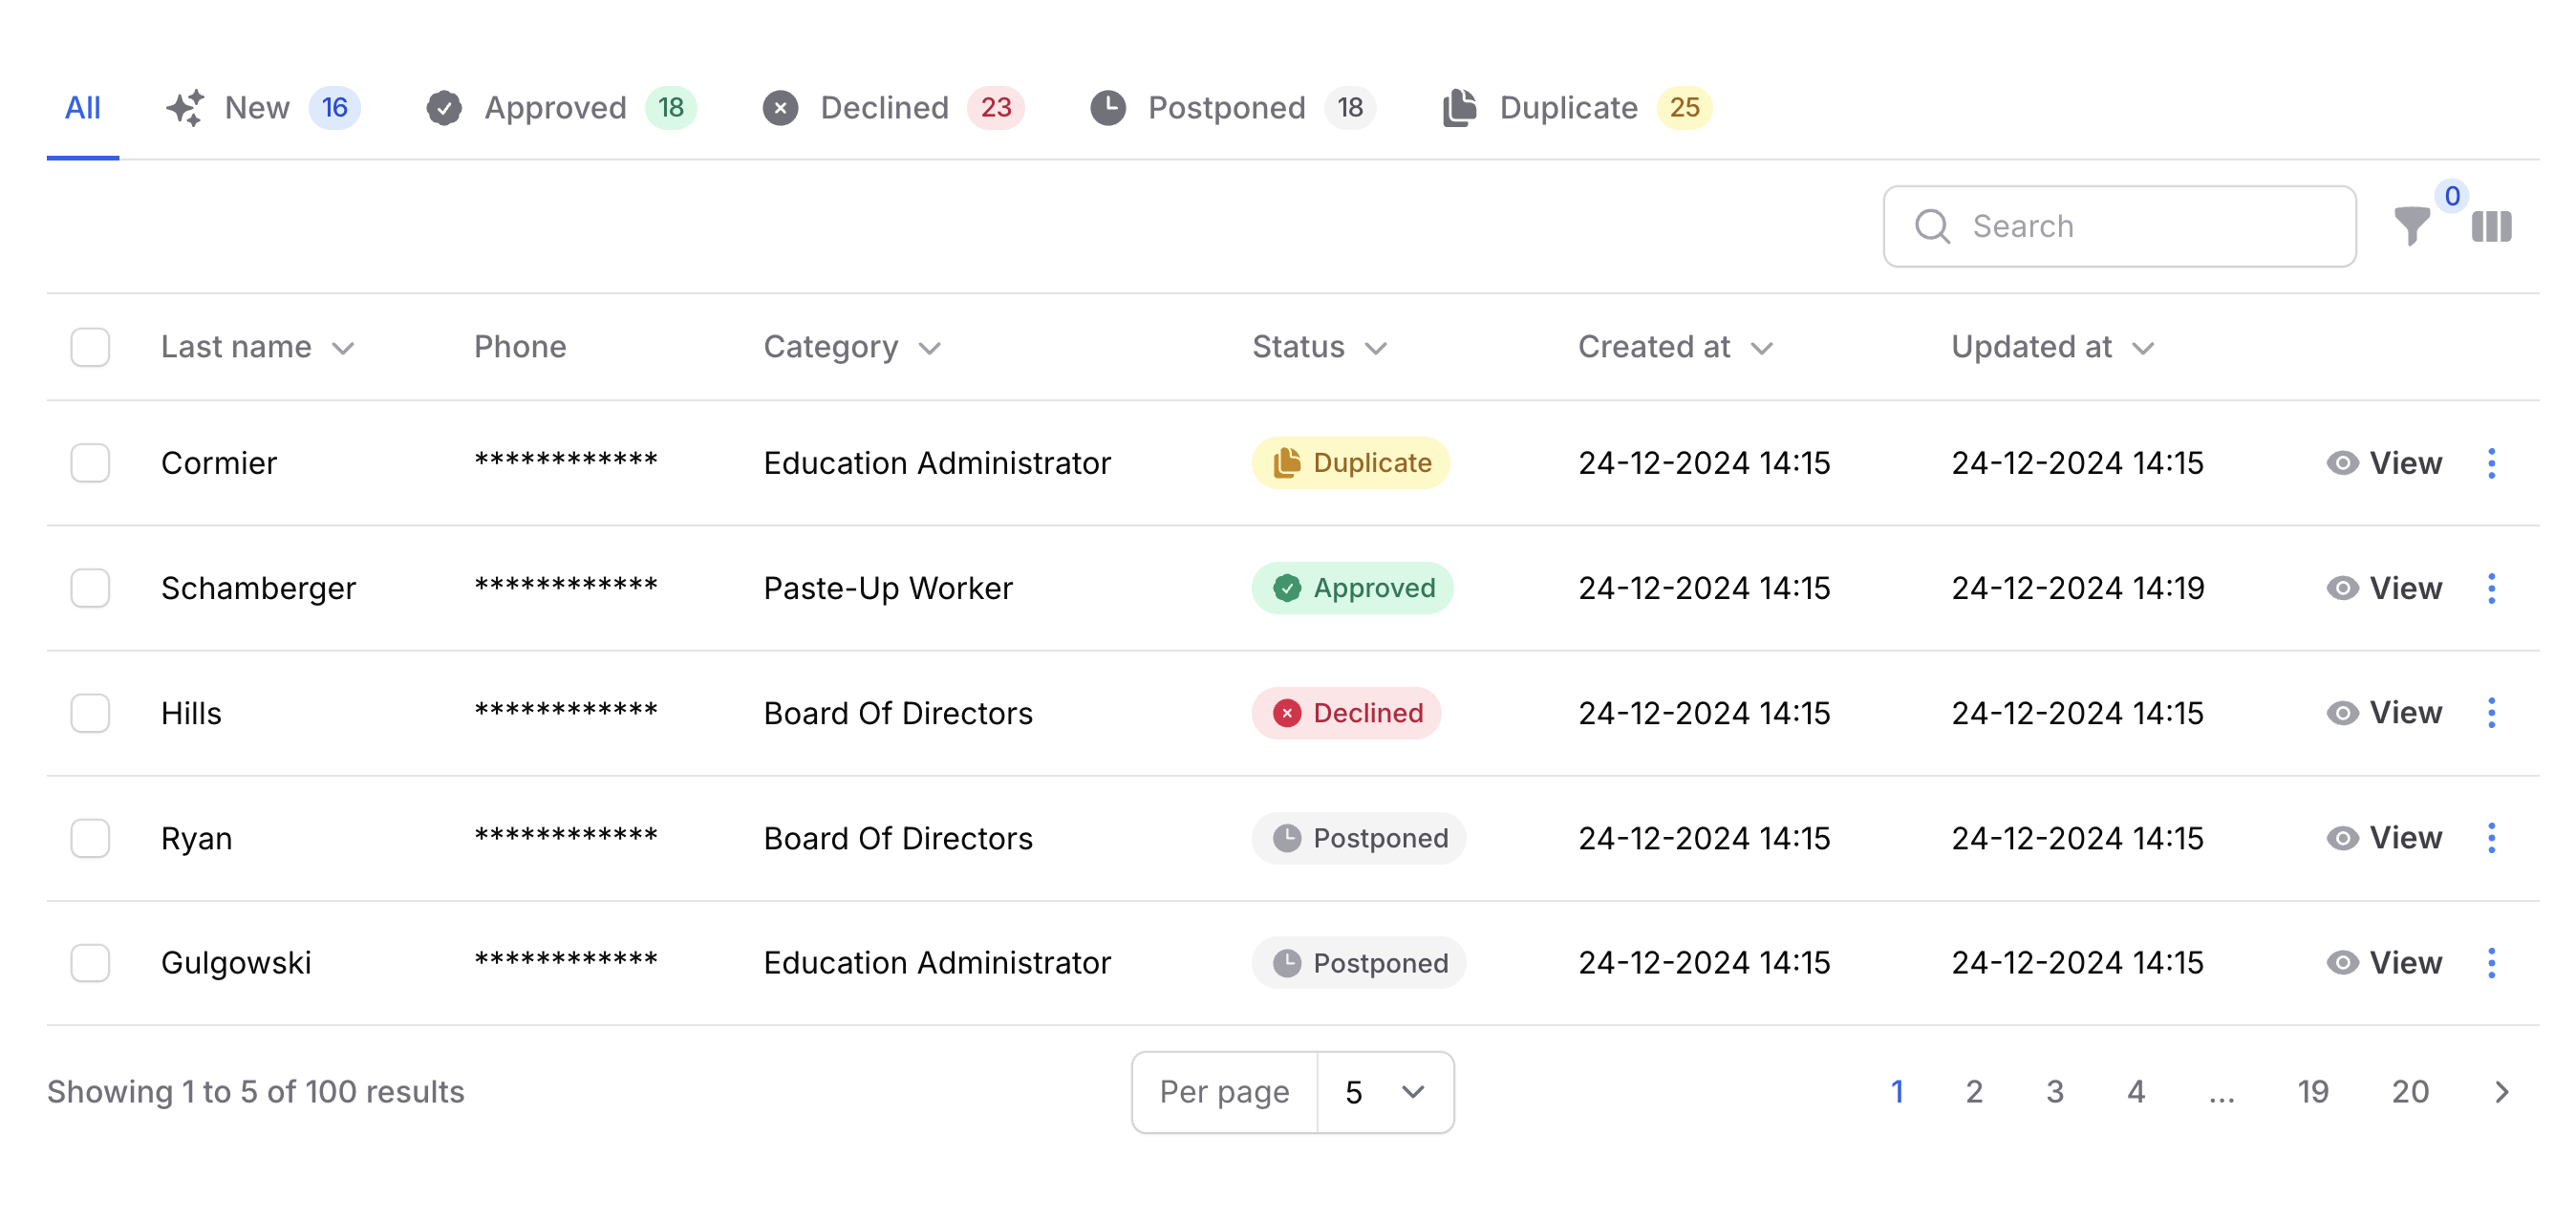 All New 16 Approved 18 Declined 23 Postponed 18 Duplicate 25
Search 0
Last name Phone Category Status Created at Updated at
Cormier ************ Education Administrator Duplicate 24-12-2024 14:15 24-12-2024 14:15 View
Schamberger ************ Paste-Up Worker Approved 24-12-2024 14:15 24-12-2024 14:19 View
Hills ************ Board Of Directors Declined 24-12-2024 14:15 24-12-2024 14:15 View
Ryan ************ Board Of Directors Postponed 24-12-2024 14:15 24-12-2024 14:15 View
Gulgowski ************ Education Administrator Postponed 24-12-2024 14:15 24-12-2024 14:15 View
Showing 1 to 5 of 100 results Per page 5 1 2 3 4 ... 19 20